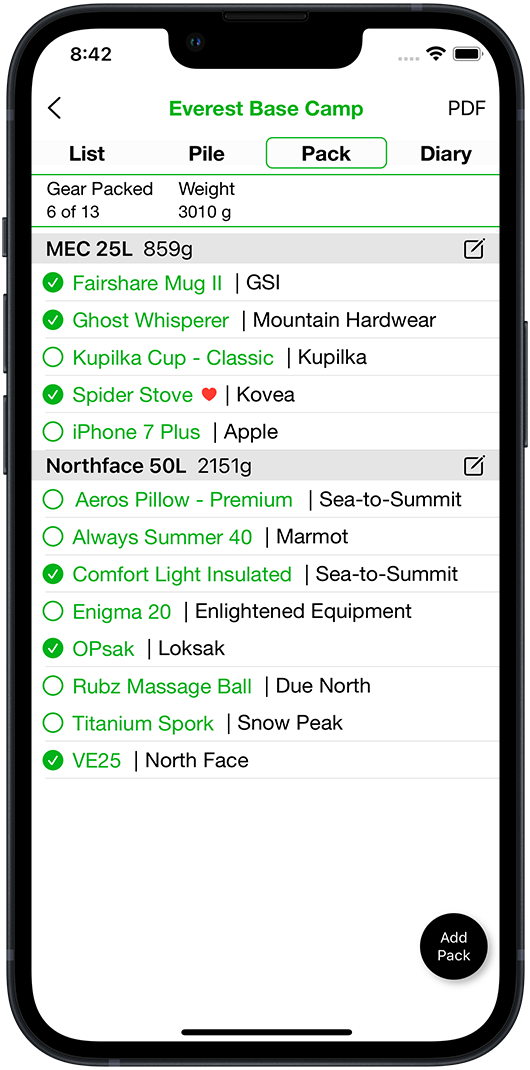 8:42
Everest Base Camp PDF
List Pile Pack Diary
Gear Packed Weight
6 of 13 3010 g
MEC 25L 859g
Fairshare Mug II | GSI
Ghost Whisperer | Mountain Hardwear
Kupilka Cup - Classic | Kupilka
Spider Stove ❤ | Kovea
iPhone 7 Plus | Apple
Northface 50L 2151g
Aeros Pillow - Premium | Sea-to-Summit
Always Summer 40 | Marmot
Comfort Light Insulated | Sea-to-Summit
Enigma 20 | Enlightened Equipment
OPsak | Loksak
Rubz Massage Ball | Due North
Titanium Spork | Snow Peak
VE25 | North Face
Add
Pack